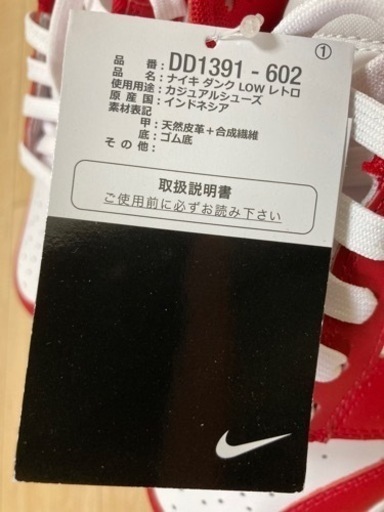 ①
品　　番：DD1391 - 602
品　　名：ナイキ ダンク LOW レトロ
使用用途：カジュアルシューズ
原 産 国：インドネシア
素材表記
甲：天然皮革＋合成繊維
底：ゴム底
そ の 他：
取扱説明書
ご使用前に必ずお読み下さい